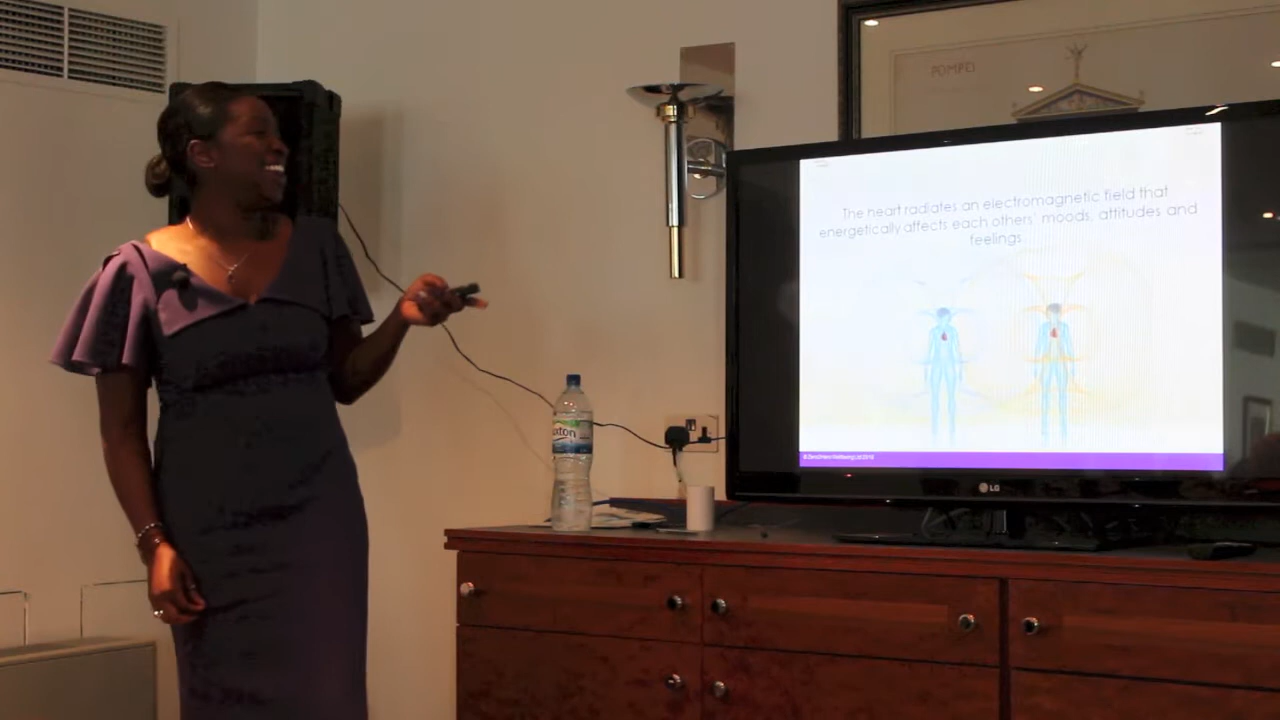 POMPEI
The heart radiates an electromagnetic field that
energetically affects each others' moods, attitudes and
feelings
LG